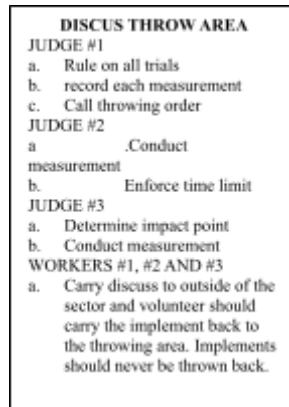 DISCUS THROW AREA
JUDGE #1
a. Rule on all trials
b. record each measurement
c. Call throwing order
JUDGE #2
a .Conduct
measurement
b. Enforce time limit
JUDGE #3
a. Determine impact point
b. Conduct measurement
WORKERS #1, #2 AND #3
a. Carry discuss to outside of the
sector and volunteer should
carry the implement back to
the throwing area. Implements
should never be thrown back.